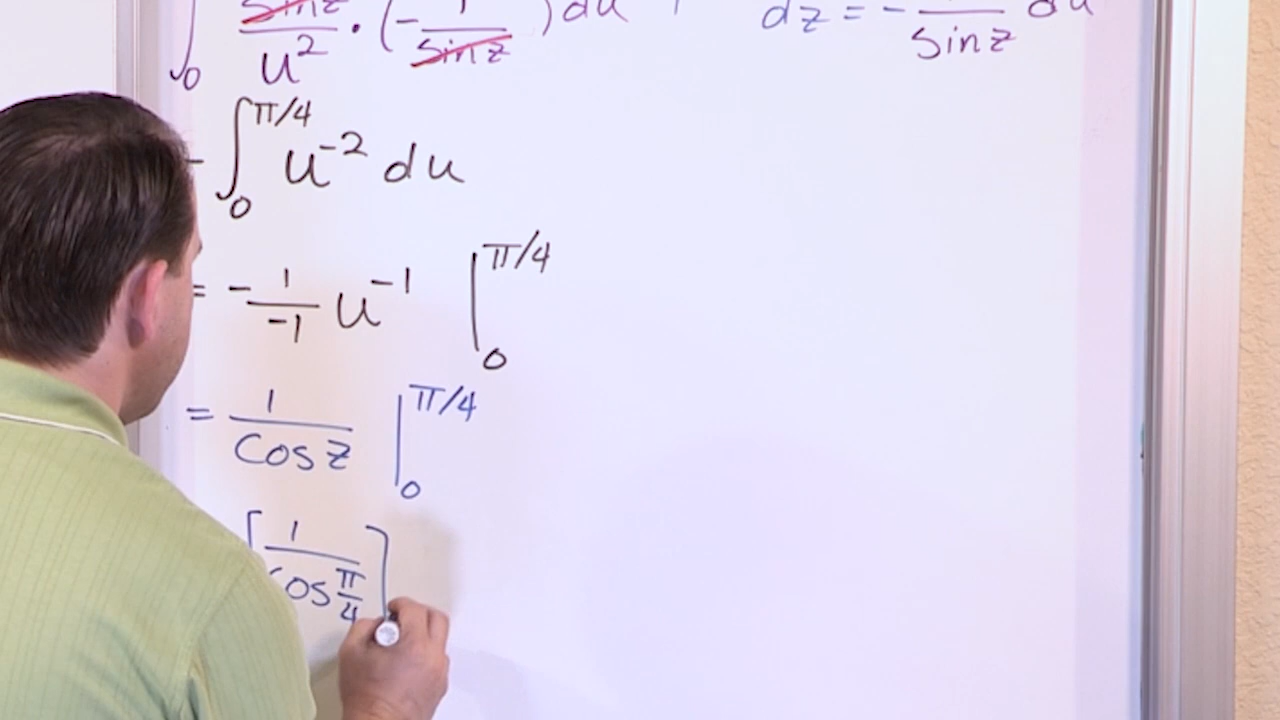 ∫₀ sinz/u² · (- 1/sinz) du
dz = - 1/sinz du
- ∫₀^π/4 u⁻² du
= - 1/-1 u⁻¹ |₀^π/4
= 1/cosz |₀^π/4
[1/cos π/4]